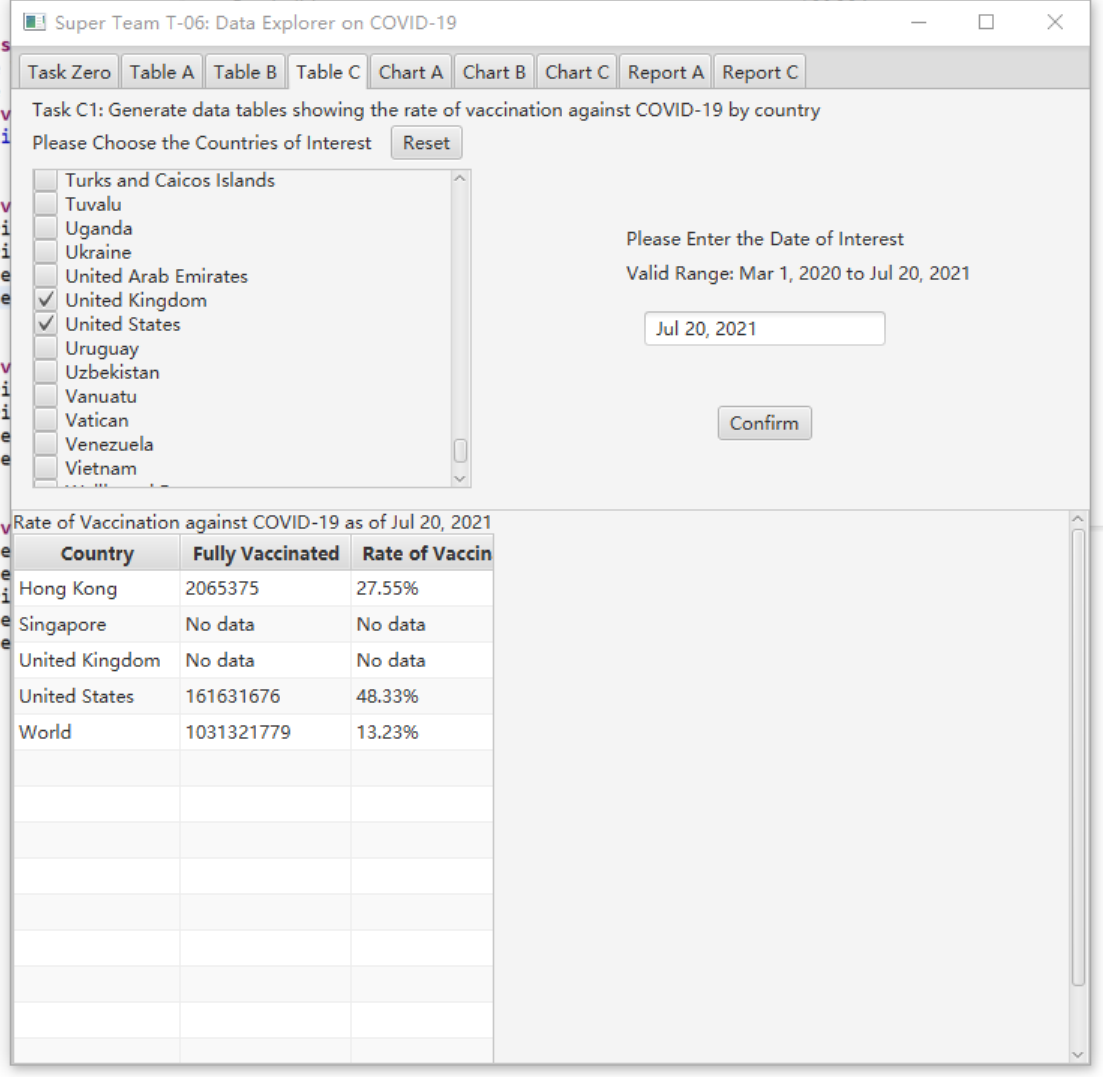 Super Team T-06: Data Explorer on COVID-19
Task Zero Table A Table B Table C Chart A Chart B Chart C Report A Report C
Task C1: Generate data tables showing the rate of vaccination against COVID-19 by country
Please Choose the Countries of Interest Reset
Turks and Caicos Islands
Tuvalu
Uganda
Ukraine
United Arab Emirates
United Kingdom
United States
Uruguay
Uzbekistan
Vanuatu
Vatican
Venezuela
Vietnam
Please Enter the Date of Interest
Valid Range: Mar 1, 2020 to Jul 20, 2021
Jul 20, 2021
Confirm
Rate of Vaccination against COVID-19 as of Jul 20, 2021
Country Fully Vaccinated Rate of Vaccin
Hong Kong 2065375 27.55%
Singapore No data No data
United Kingdom No data No data
United States 161631676 48.33%
World 1031321779 13.23%